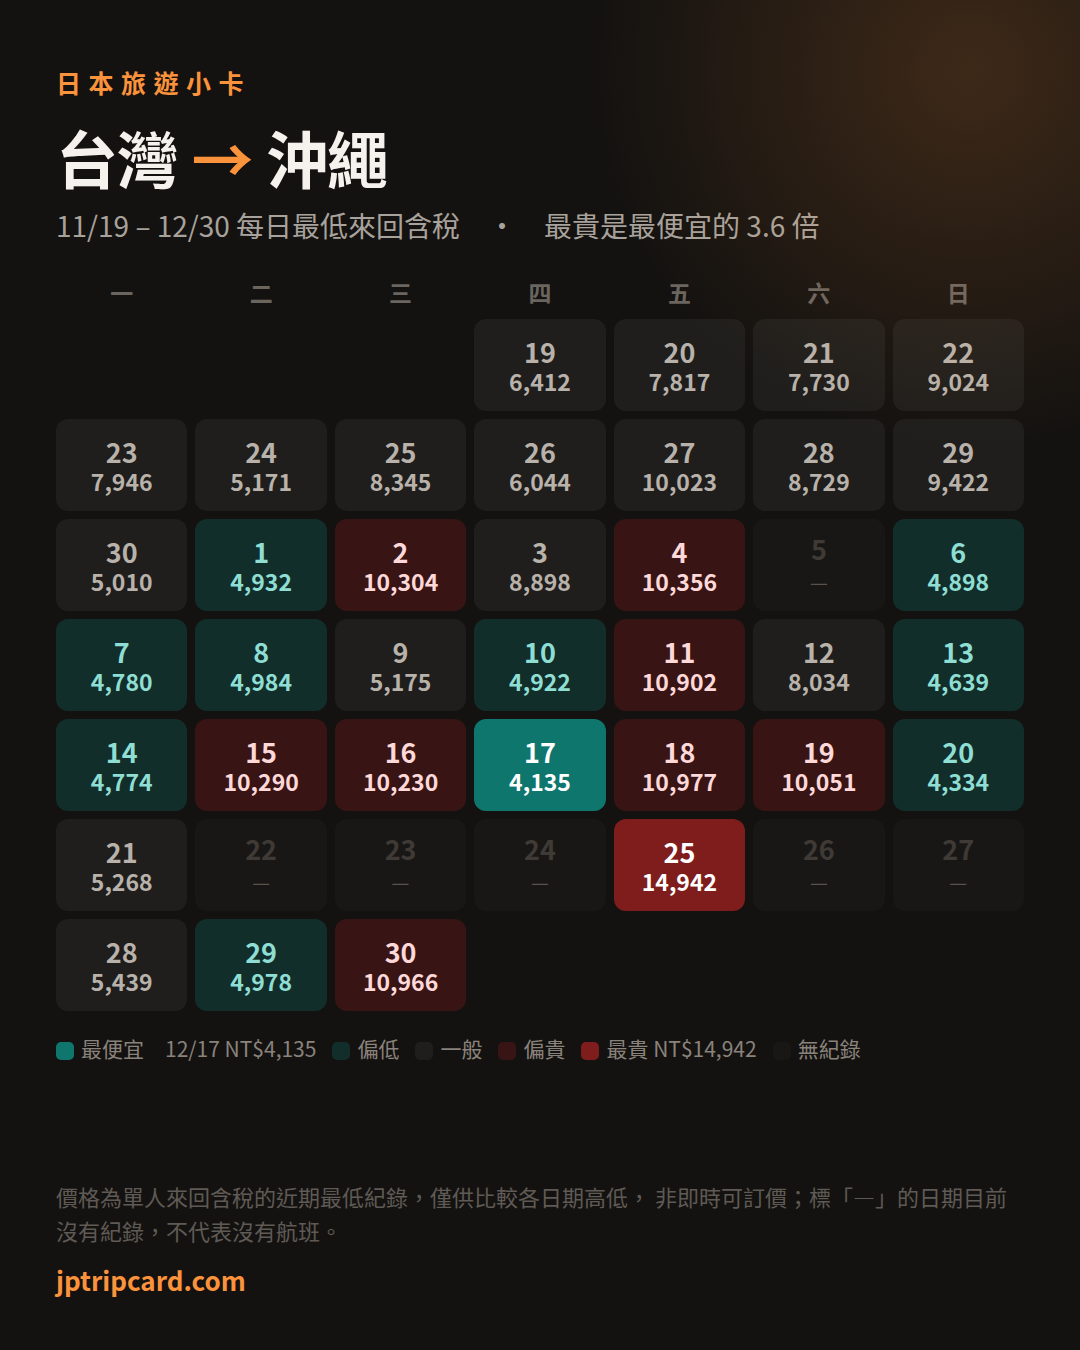 日本旅遊小卡
台灣 → 沖繩
11/19 – 12/30 每日最低來回含稅 ・ 最貴是最便宜的 3.6 倍
一 二 三 四 五 六 日
19 20 21 22
6,412 7,817 7,730 9,024
23 24 25 26 27 28 29
7,946 5,171 8,345 6,044 10,023 8,729 9,422
30 1 2 3 4 5 6
5,010 4,932 10,304 8,898 10,356 — 4,898
7 8 9 10 11 12 13
4,780 4,984 5,175 4,922 10,902 8,034 4,639
14 15 16 17 18 19 20
4,774 10,290 10,230 4,135 10,977 10,051 4,334
21 22 23 24 25 26 27
5,268 — — — 14,942 — —
28 29 30
5,439 4,978 10,966
最便宜 12/17 NT$4,135 偏低 一般 偏貴 最貴 NT$14,942 無紀錄
價格為單人來回含稅的近期最低紀錄，僅供比較各日期高低， 非即時可訂價；標「—」的日期目前
沒有紀錄，不代表沒有航班。
jptripcard.com